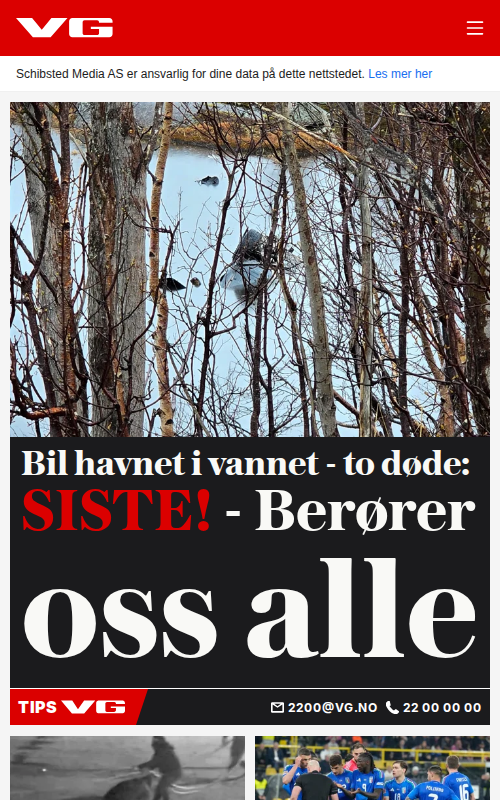 VG
Schibsted Media AS er ansvarlig for dine data på dette nettstedet. Les mer her
Bil havnet i vannet - to døde:
SISTE! - Berører
oss alle
TIPS VG 2200@VG.NO 22 00 00 00